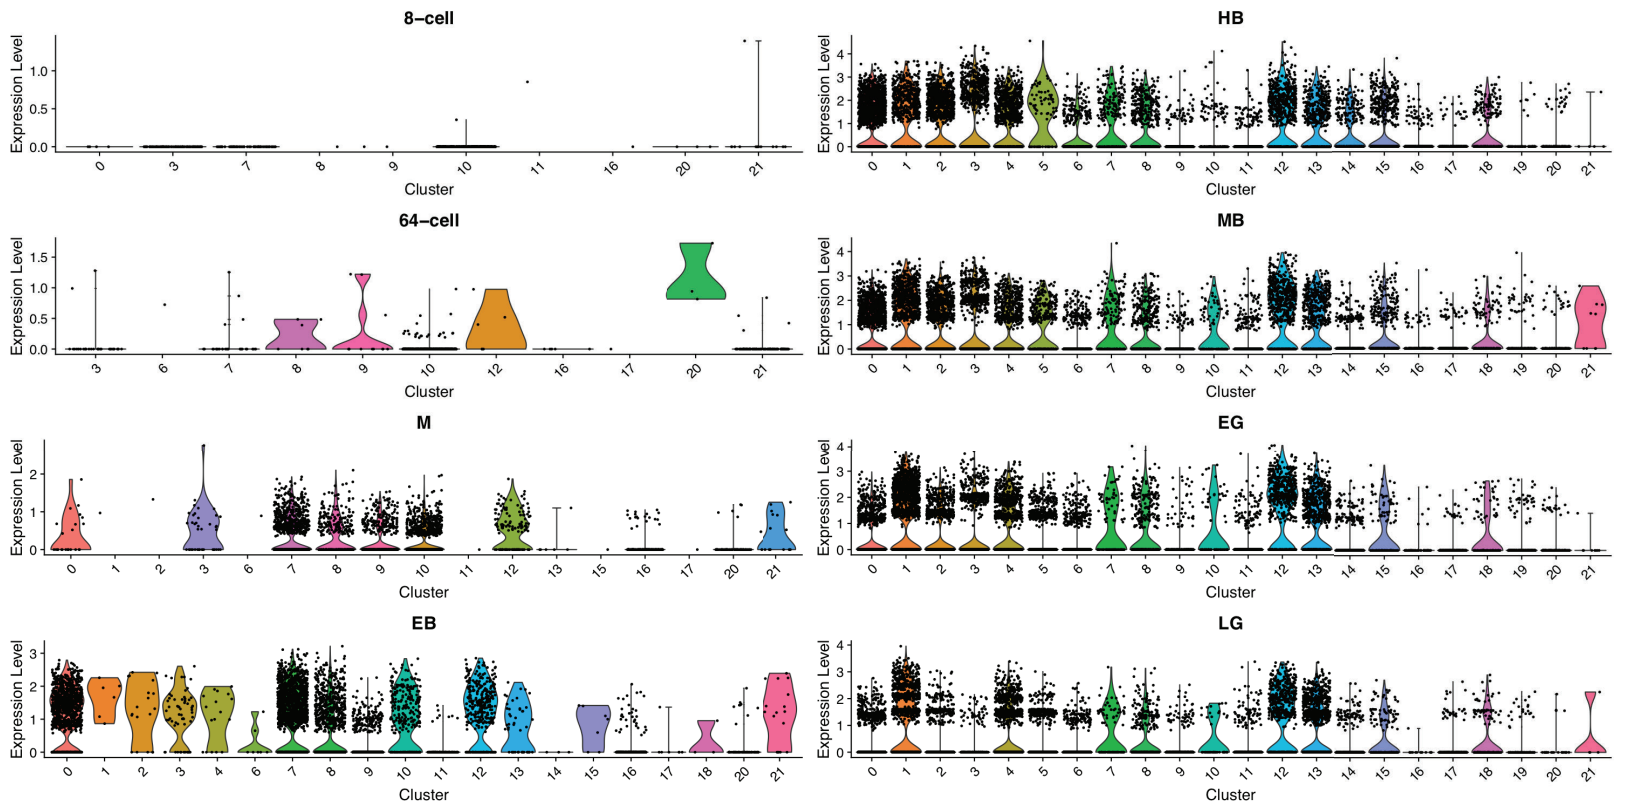 8−cell
Expression Level
1.0
0.5
0.0
0 3 7 8 9 10 11 16 20 21
Cluster
64−cell
Expression Level
1.5
1.0
0.5
0.0
3 6 7 8 9 10 12 16 17 20 21
Cluster
M
Expression Level
2
1
0
0 1 2 3 6 7 8 9 10 11 12 13 15 16 17 20 21
Cluster
EB
Expression Level
3
2
1
0
0 1 2 3 4 6 7 8 9 10 11 12 13 14 15 16 17 18 20 21
Cluster
HB
Expression Level
4
3
2
1
0
0 1 2 3 4 5 6 7 8 9 10 11 12 13 14 15 16 17 18 19 20 21
Cluster
MB
Expression Level
4
3
2
1
0
0 1 2 3 4 5 6 7 8 9 10 11 12 13 14 15 16 17 18 19 20 21
Cluster
EG
Expression Level
4
3
2
1
0
0 1 2 3 4 5 6 7 8 9 10 11 12 13 14 15 16 17 18 19 20 21
Cluster
LG
Expression Level
4
3
2
1
0
0 1 2 3 4 5 6 7 8 9 10 11 12 13 14 15 16 17 18 19 20 21
Cluster